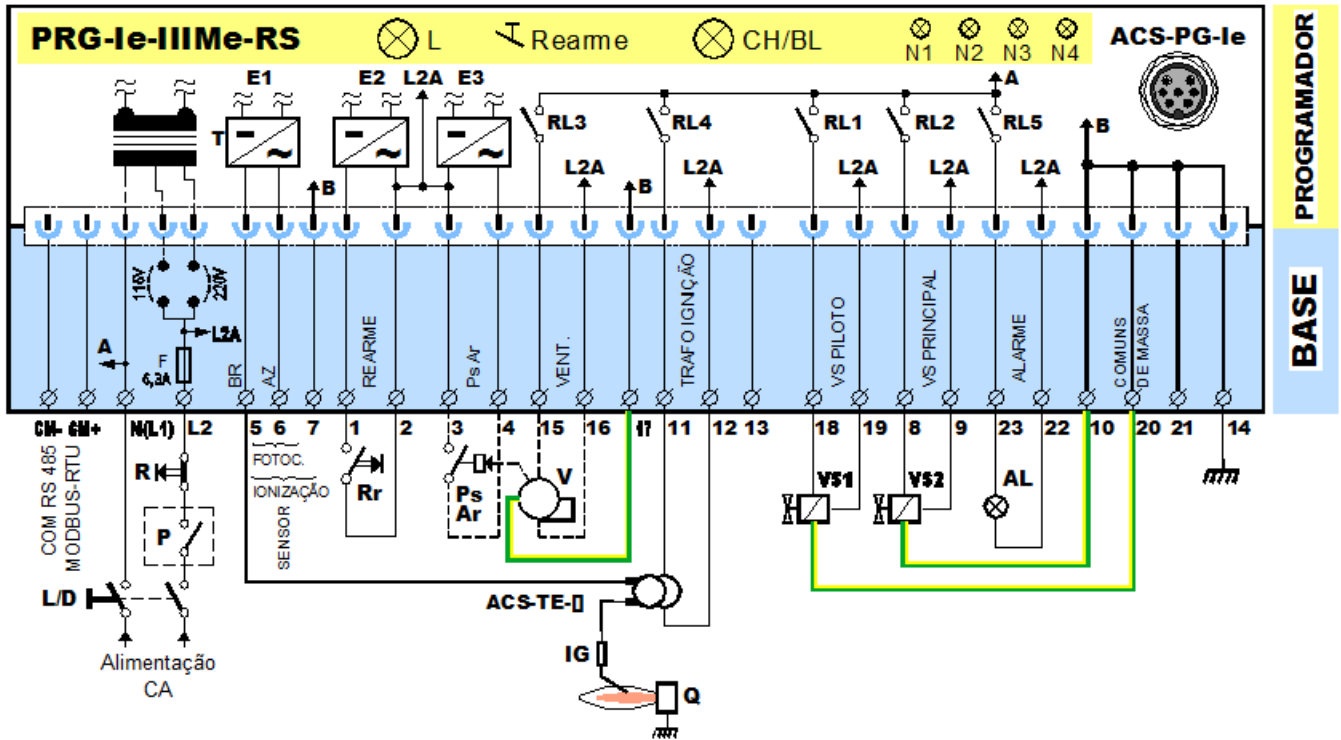 PRG-Ie-IIIMe-RS
L
Rearme
CH/BL
N1 N2 N3 N4
ACS-PG-Ie
PROGRAMADOR
E1 E2 L2A E3 A
T
RL3 RL4 RL1 RL2 RL5
B
B L2A B L2A L2A L2A L2A
116V 220V
L2A
A
F
6,3A
BR
AZ
REARME
Ps Ar
VENT.
TRAFO IGNIÇÃO
VS PILOTO
VS PRINCIPAL
ALARME
COMUNS
DE MASSA
BASE
CM- CM+ N(L1) L2 5 6 7 1 2 3 4 15 16 17 11 12 13 18 19 8 9 23 22 10 20 21 14
COM RS 485
MODBUS-RTU
R
P
L/D
Alimentação
CA
FOTOC.
IONIZAÇÃO
SENSOR
Rr
Ps
Ar
V
VS1
VS2
AL
ACS-TE-▯
IG
Q